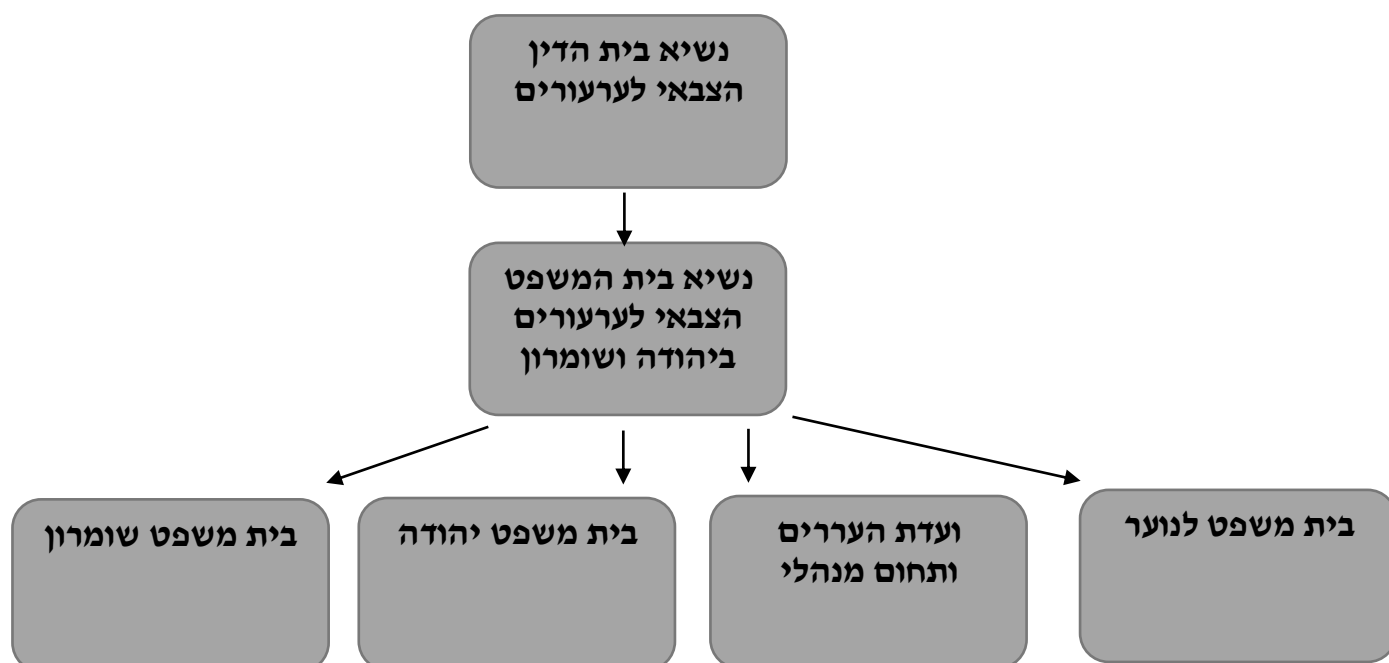 נשיא בית הדין
הצבאי לערעורים
נשיא בית המשפט
הצבאי לערעורים
ביהודה ושומרון
בית משפט לנוער
ועדת העררים
ותחום מנהלי
בית משפט יהודה
בית משפט שומרון